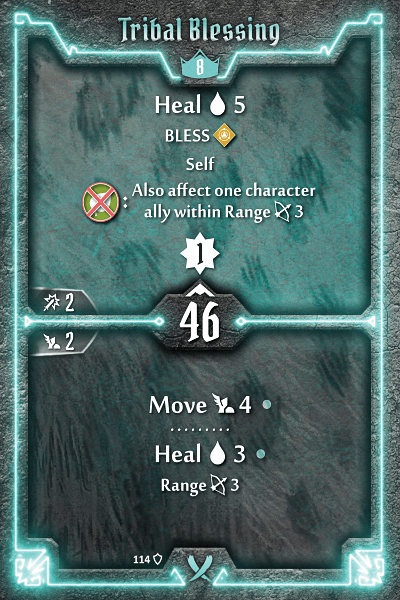 Tribal Blessing
8
Heal 5
BLESS
Self
: Also affect one character
ally within Range 3
1
2
46
2
Move 4
Heal 3
Range 3
114